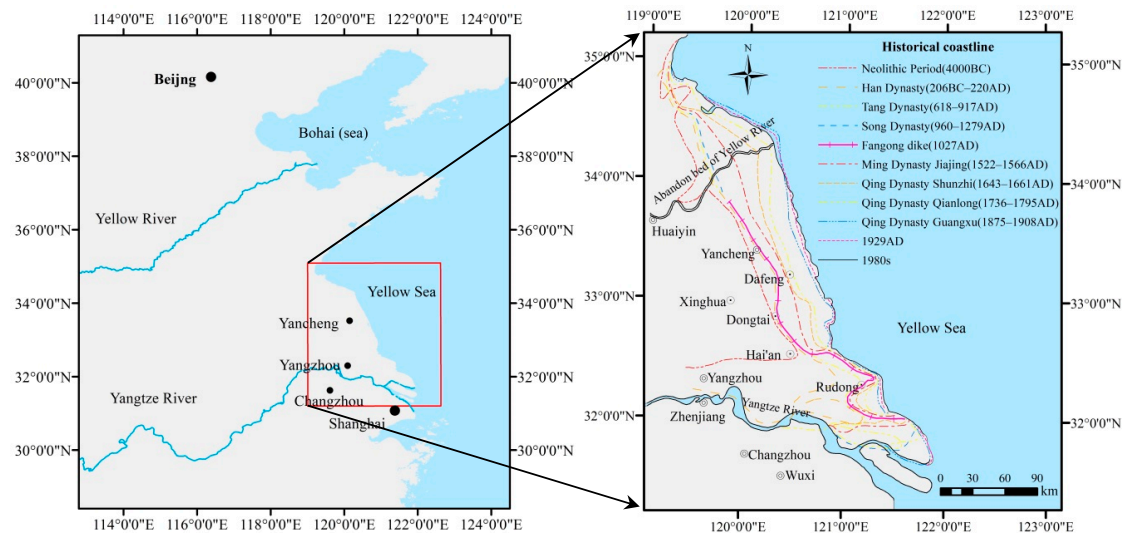 114°0'0"E 116°0'0"E 118°0'0"E 120°0'0"E 122°0'0"E
40°0'0"N
38°0'0"N
36°0'0"N
34°0'0"N
32°0'0"N
30°0'0"N
Beijng
Bohai (sea)
Yellow River
Yellow Sea
Yancheng
Yangzhou
Changzhou
Yangtze River
Shanghai
40°0'0"N
38°0'0"N
36°0'0"N
34°0'0"N
32°0'0"N
30°0'0"N
114°0'0"E 116°0'0"E 118°0'0"E 120°0'0"E 122°0'0"E
119°0'0"E 120°0'0"E 121°0'0"E 122°0'0"E 123°0'0"E
35°0'0"N
34°0'0"N
33°0'0"N
32°0'0"N
N
Historical coastline
Neolithic Period(4000BC)
Han Dynasty(206BC–220AD)
Tang Dynasty(618–917AD)
Song Dynasty(960–1279AD)
Fangong dike(1027AD)
Ming Dynasty Jiajing(1522–1566AD)
Qing Dynasty Shunzhi(1643–1661AD)
Qing Dynasty Qianlong(1736–1795AD)
Qing Dynasty Guangxu(1875–1908AD)
1929AD
1980s
Abandon bed of Yellow River
Huaiyin
Yancheng
Dafeng
Xinghua
Dongtai
Yellow Sea
Hai'an
Yangzhou
Rudong
Zhenjiang
Yangtze River
Changzhou
Wuxi
0 30 60 90
km
35°0'0"N
34°0'0"N
33°0'0"N
32°0'0"N
120°0'0"E 121°0'0"E 122°0'0"E 123°0'0"E